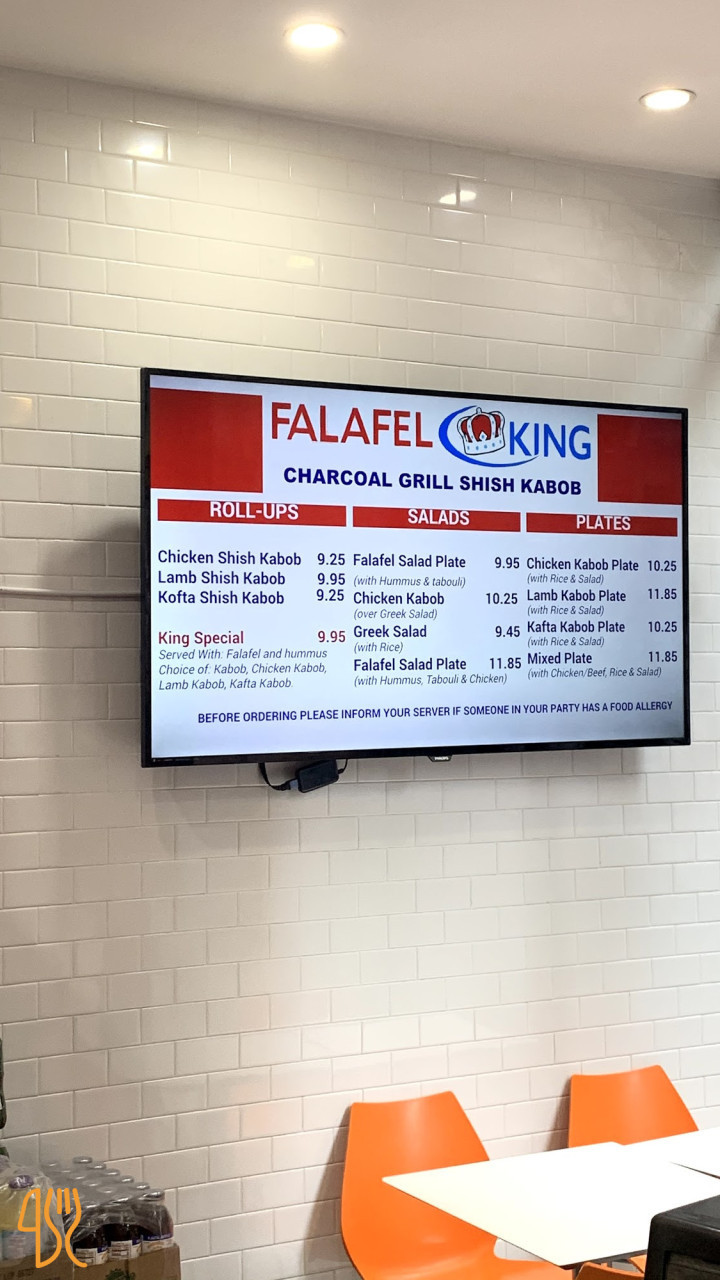 FALAFEL KING
CHARCOAL GRILL SHISH KABOB
ROLL-UPS
Chicken Shish Kabob 9.25
Lamb Shish Kabob 9.95
Kofta Shish Kabob 9.25
King Special 9.95
Served With: Falafel and hummus
Choice of: Kabob, Chicken Kabob,
Lamb Kabob, Kafta Kabob.
SALADS
Falafel Salad Plate 9.95
(with Hummus & tabouli)
Chicken Kabob 10.25
(over Greek Salad)
Greek Salad 9.45
(with Rice)
Falafel Salad Plate 11.85
(with Hummus, Tabouli & Chicken)
PLATES
Chicken Kabob Plate 10.25
(with Rice & Salad)
Lamb Kabob Plate 11.85
(with Rice & Salad)
Kafta Kabob Plate 10.25
(with Rice & Salad)
Mixed Plate 11.85
(with Chicken/Beef, Rice & Salad)
BEFORE ORDERING PLEASE INFORM YOUR SERVER IF SOMEONE IN YOUR PARTY HAS A FOOD ALLERGY
PHILIPS